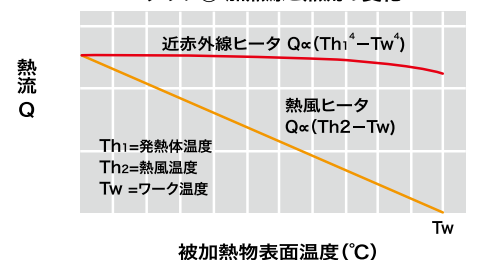 近赤外線ヒータ Q∝(Th1⁴−Tw⁴)
熱流Q
熱風ヒータ
Q∝(Th2−Tw)
Th1=発熱体温度
Th2=熱風温度
Tw =ワーク温度
Tw
被加熱物表面温度(℃)